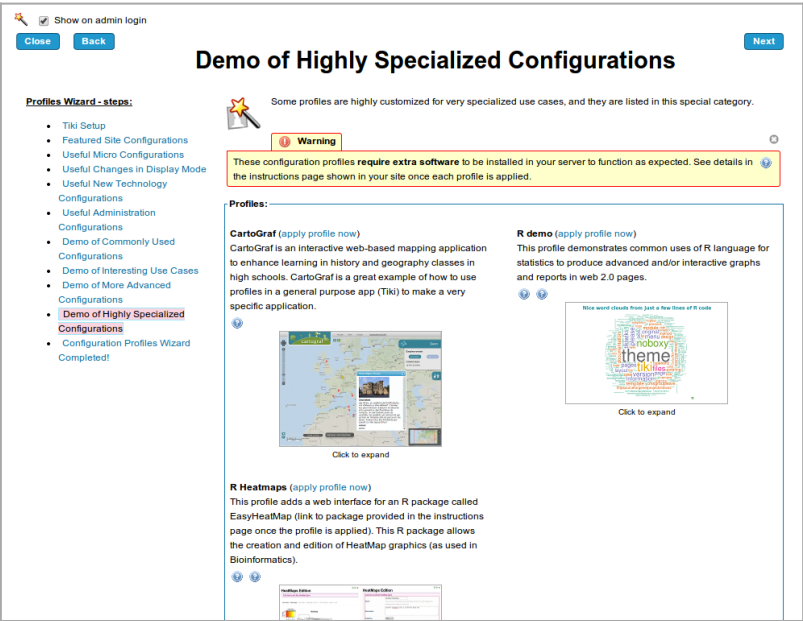 Show on admin login
Close Back Next
Demo of Highly Specialized Configurations
Profiles Wizard - steps:
Tiki Setup
Featured Site Configurations
Useful Micro Configurations
Useful Changes in Display Mode
Useful New Technology
Configurations
Useful Administration
Configurations
Demo of Commonly Used
Configurations
Demo of Interesting Use Cases
Demo of More Advanced
Configurations
Demo of Highly Specialized
Configurations
Configuration Profiles Wizard
Completed!
Some profiles are highly customized for very specialized use cases, and they are listed in this special category.
Warning
These configuration profiles require extra software to be installed in your server to function as expected. See details in
the instructions page shown in your site once each profile is applied.
Profiles:
CartoGraf (apply profile now)
CartoGraf is an interactive web-based mapping application
to enhance learning in history and geography classes in
high schools. CartoGraf is a great example of how to use
profiles in a general purpose app (Tiki) to make a very
specific application.
cartograf
Click to expand
R demo (apply profile now)
This profile demonstrates common uses of R language for
statistics to produce advanced and/or interactive graphs
and reports in web 2.0 pages.
Nice word clouds from just a few lines of R code
noboxy
theme
tiki files
version
Click to expand
R Heatmaps (apply profile now)
This profile adds a web interface for an R package called
EasyHeatMap (link to package provided in the instructions
page once the profile is applied). This R package allows
the creation and edition of HeatMap graphics (as used in
Bioinformatics).
HeatMaps Edition
HeatMaps Edition